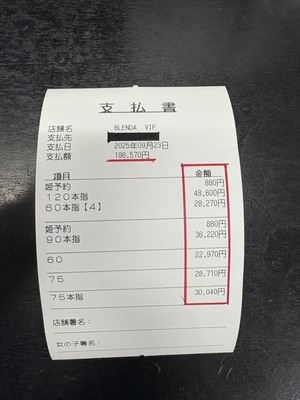 支払書
店舗名 BLENDA VIP
支払先
支払日 2025年09月23日
支払額 196,570円
項目 金額
姫予約 880円
120本指 48,600円
60本指【4】 28,270円
姫予約 880円
90本指 36,220円
60 22,970円
75 28,710円
75本指 30,040円
店舗署名：
女の子署名：